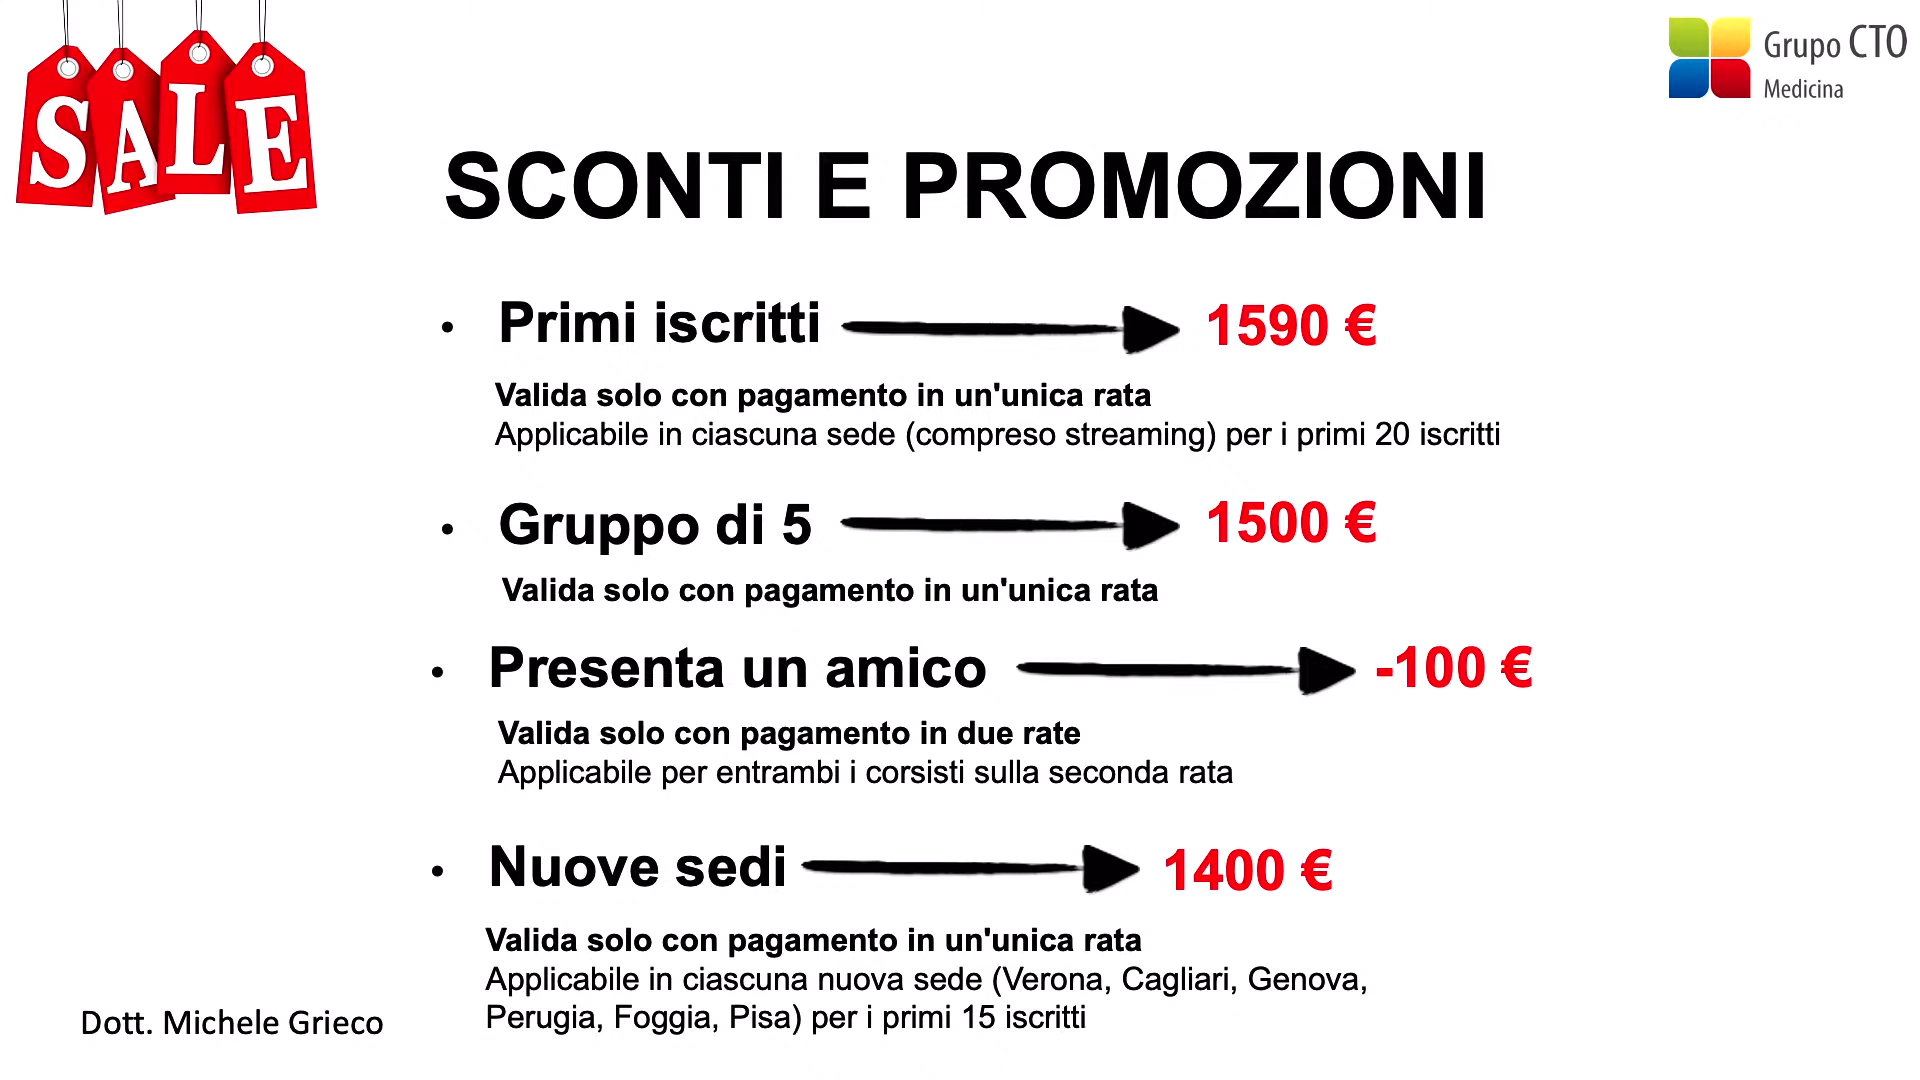 SALE
Grupo CTO
Medicina
SCONTI E PROMOZIONI
• Primi iscritti 1590 €
Valida solo con pagamento in un'unica rata
Applicabile in ciascuna sede (compreso streaming) per i primi 20 iscritti
• Gruppo di 5 1500 €
Valida solo con pagamento in un'unica rata
• Presenta un amico -100 €
Valida solo con pagamento in due rate
Applicabile per entrambi i corsisti sulla seconda rata
• Nuove sedi 1400 €
Valida solo con pagamento in un'unica rata
Applicabile in ciascuna nuova sede (Verona, Cagliari, Genova,
Perugia, Foggia, Pisa) per i primi 15 iscritti
Dott. Michele Grieco